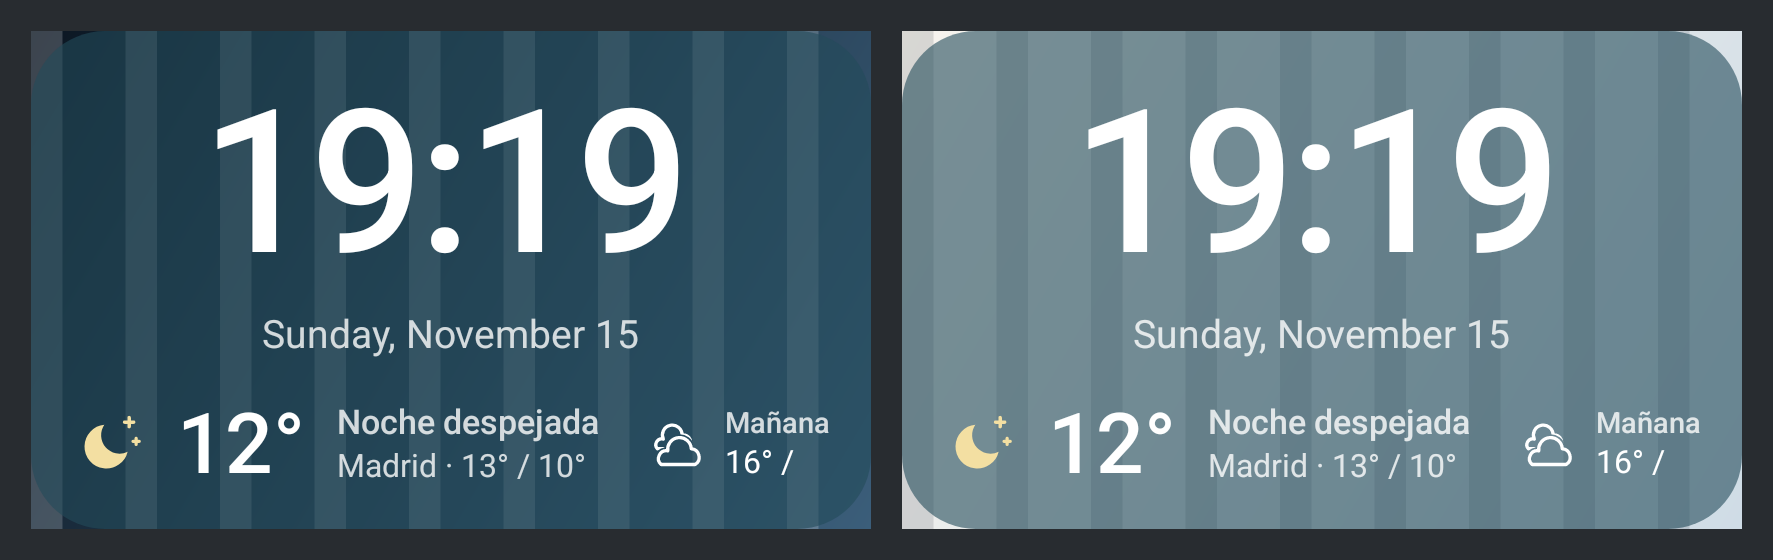 19:19
Sunday, November 15
12°
Noche despejada
Madrid · 13° / 10°
Mañana
16° /
19:19
Sunday, November 15
12°
Noche despejada
Madrid · 13° / 10°
Mañana
16° /